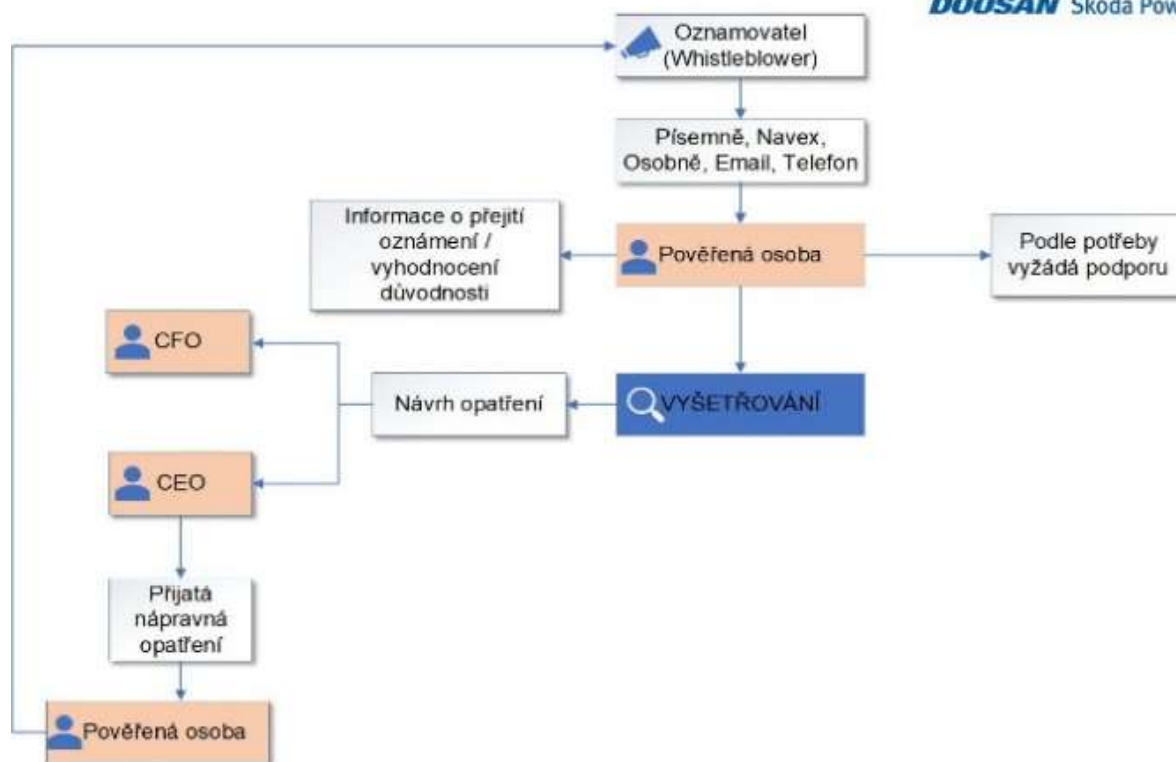 DOOSAN Škoda Pow
Oznamovatel
(Whistleblower)
Písemně, Navex,
Osobně, Email, Telefon
Informace o přejití
oznámení /
vyhodnocení
důvodnosti
Pověřená osoba
Podle potřeby
vyžádá podporu
CFO
Návrh opatření
VYŠETŘOVÁNÍ
CEO
Přijatá
nápravná
opatření
Pověřená osoba